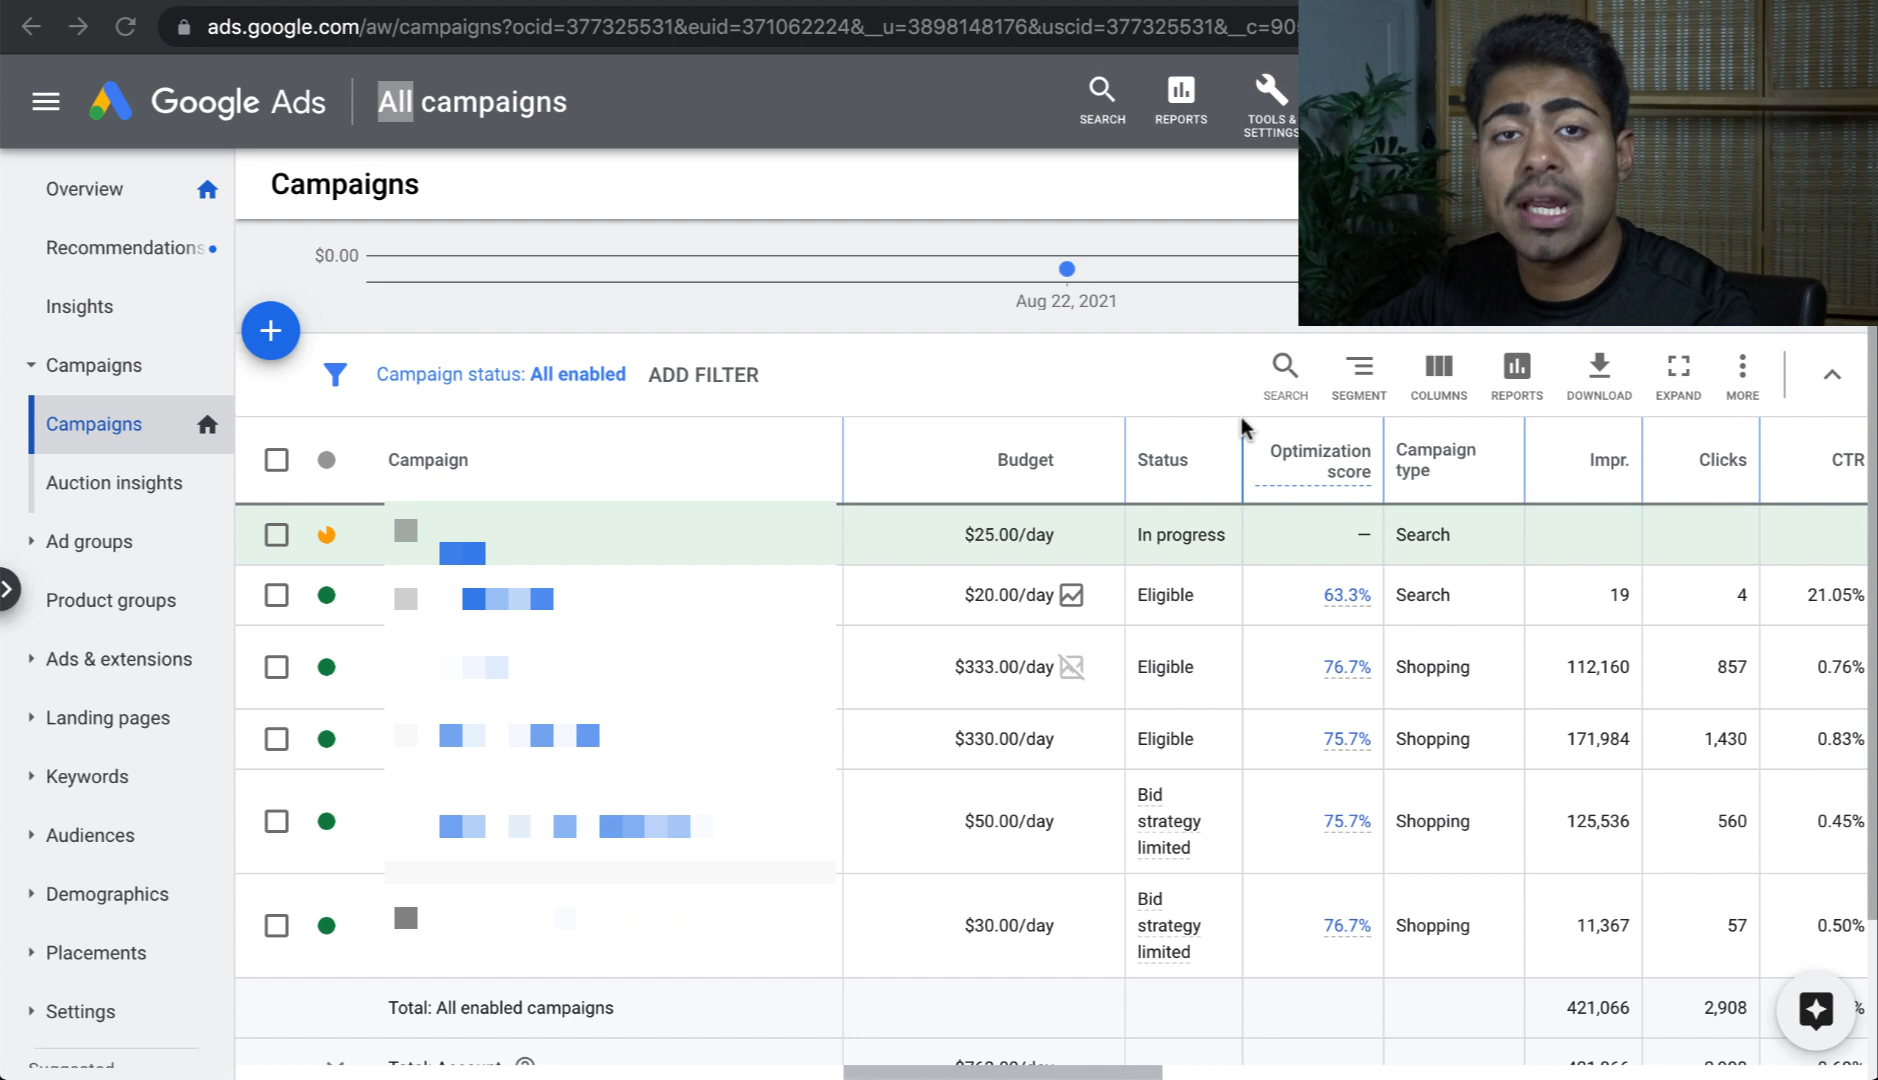 ads.google.com/aw/campaigns?ocid=377325531&euid=371062224&__u=3898148176&uscid=377325531&__c=90
Google Ads
All campaigns
SEARCH
REPORTS
TOOLS &
SETTINGS
Overview
Recommendations
Insights
Campaigns
Campaigns
Auction insights
Ad groups
Product groups
Ads & extensions
Landing pages
Keywords
Audiences
Demographics
Placements
Settings
Suggested
Campaigns
$0.00
Aug 22, 2021
Campaign status: All enabled ADD FILTER
SEARCH SEGMENT COLUMNS REPORTS DOWNLOAD EXPAND MORE
Campaign Budget Status Optimization score Campaign type Impr. Clicks CTR
$25.00/day In progress — Search
$20.00/day Eligible 63.3% Search 19 4 21.05%
$333.00/day Eligible 76.7% Shopping 112,160 857 0.76%
$330.00/day Eligible 75.7% Shopping 171,984 1,430 0.83%
$50.00/day Bid strategy limited 75.7% Shopping 125,536 560 0.45%
$30.00/day Bid strategy limited 76.7% Shopping 11,367 57 0.50%
Total: All enabled campaigns 421,066 2,908 %
Total: Account